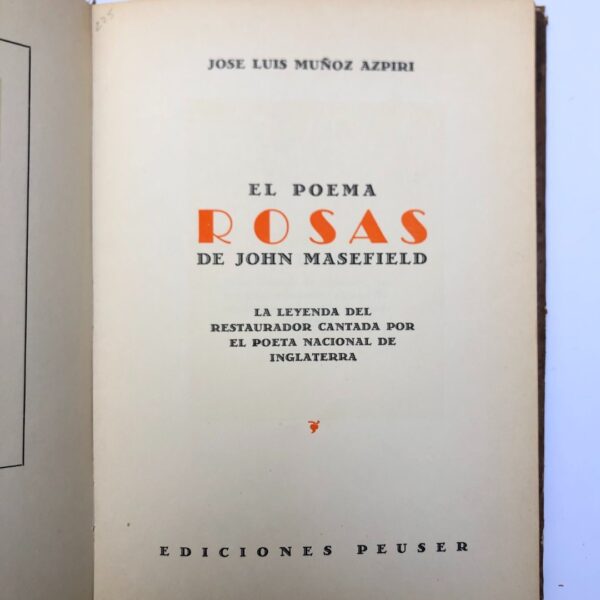 225
JOSE LUIS MUÑOZ AZPIRI
EL POEMA
ROSAS
DE JOHN MASEFIELD
LA LEYENDA DEL
RESTAURADOR CANTADA POR
EL POETA NACIONAL DE
INGLATERRA
EDICIONES PEUSER